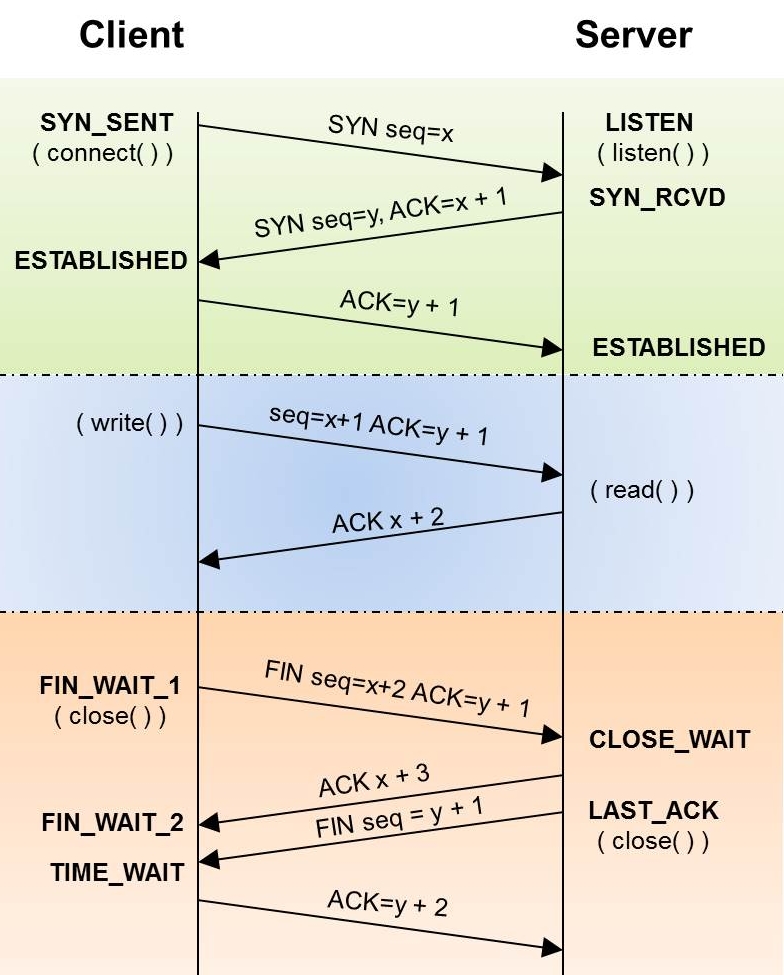 Client
Server
SYN_SENT
( connect( ) )
SYN seq=x
LISTEN
( listen( ) )
SYN_RCVD
SYN seq=y, ACK=x + 1
ESTABLISHED
ACK=y + 1
ESTABLISHED
( write( ) )
seq=x+1 ACK=y + 1
( read( ) )
ACK x + 2
FIN_WAIT_1
( close( ) )
FIN seq=x+2 ACK=y + 1
CLOSE_WAIT
ACK x + 3
FIN_WAIT_2
FIN seq = y + 1
LAST_ACK
( close( ) )
TIME_WAIT
ACK=y + 2